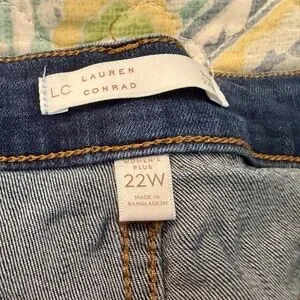 LC LAUREN
CONRAD
WOMEN'S
PLUS
22W
MADE IN
BANGLADESH